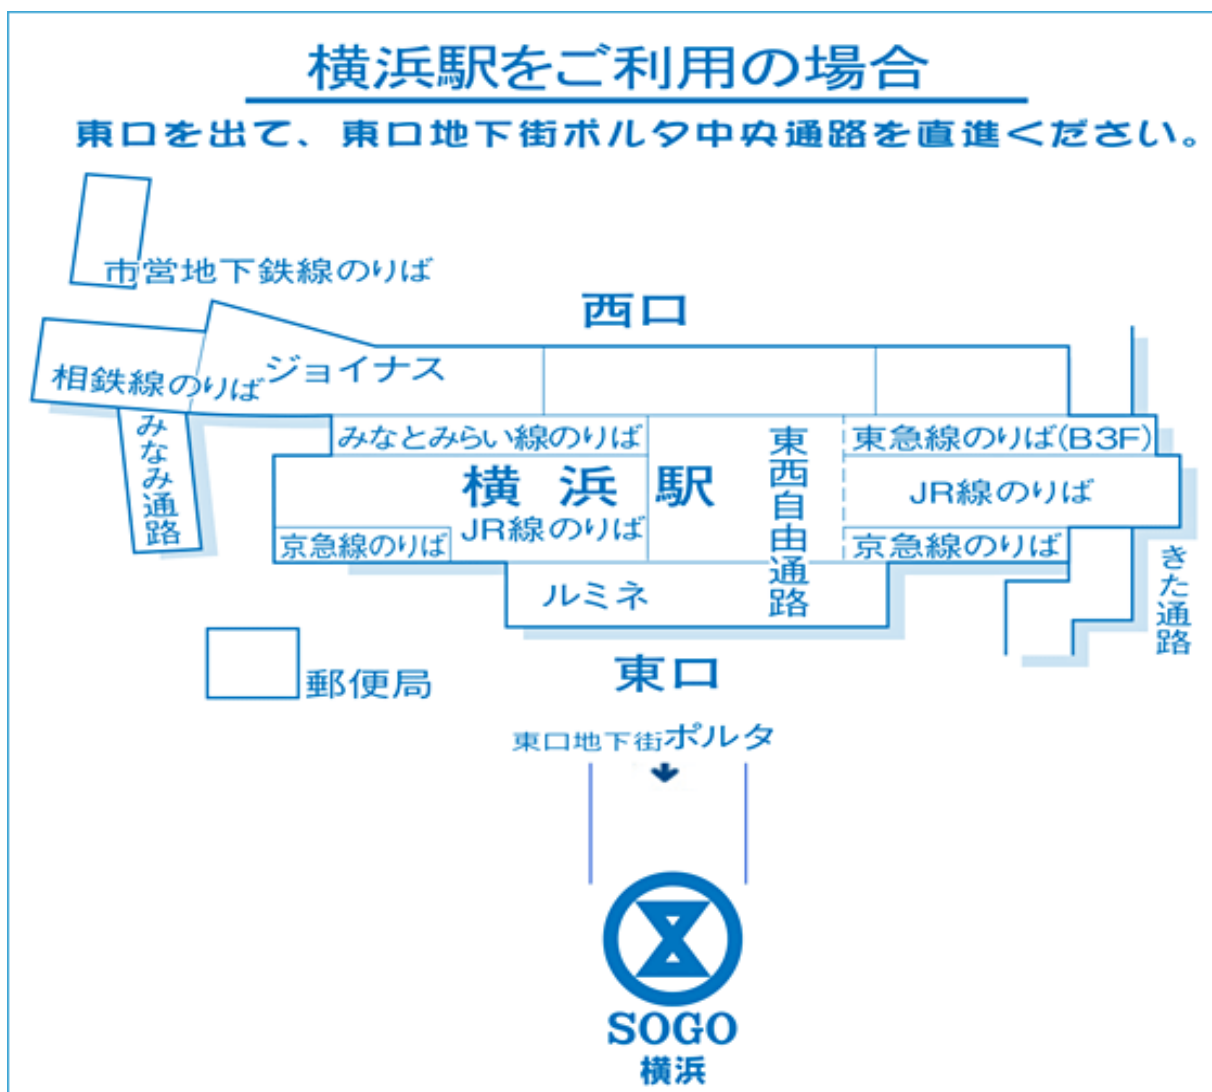 横浜駅をご利用の場合
東口を出て、東口地下街ポルタ中央通路を直進ください。
市営地下鉄線のりば
西口
ジョイナス
相鉄線のりば
みなみ通路
みなとみらい線のりば
東西自由通路
東急線のりば(B3F)
横浜駅
JR線のりば
JR線のりば
京急線のりば
京急線のりば
きた通路
ルミネ
東口
郵便局
東口地下街ポルタ
SOGO
横浜